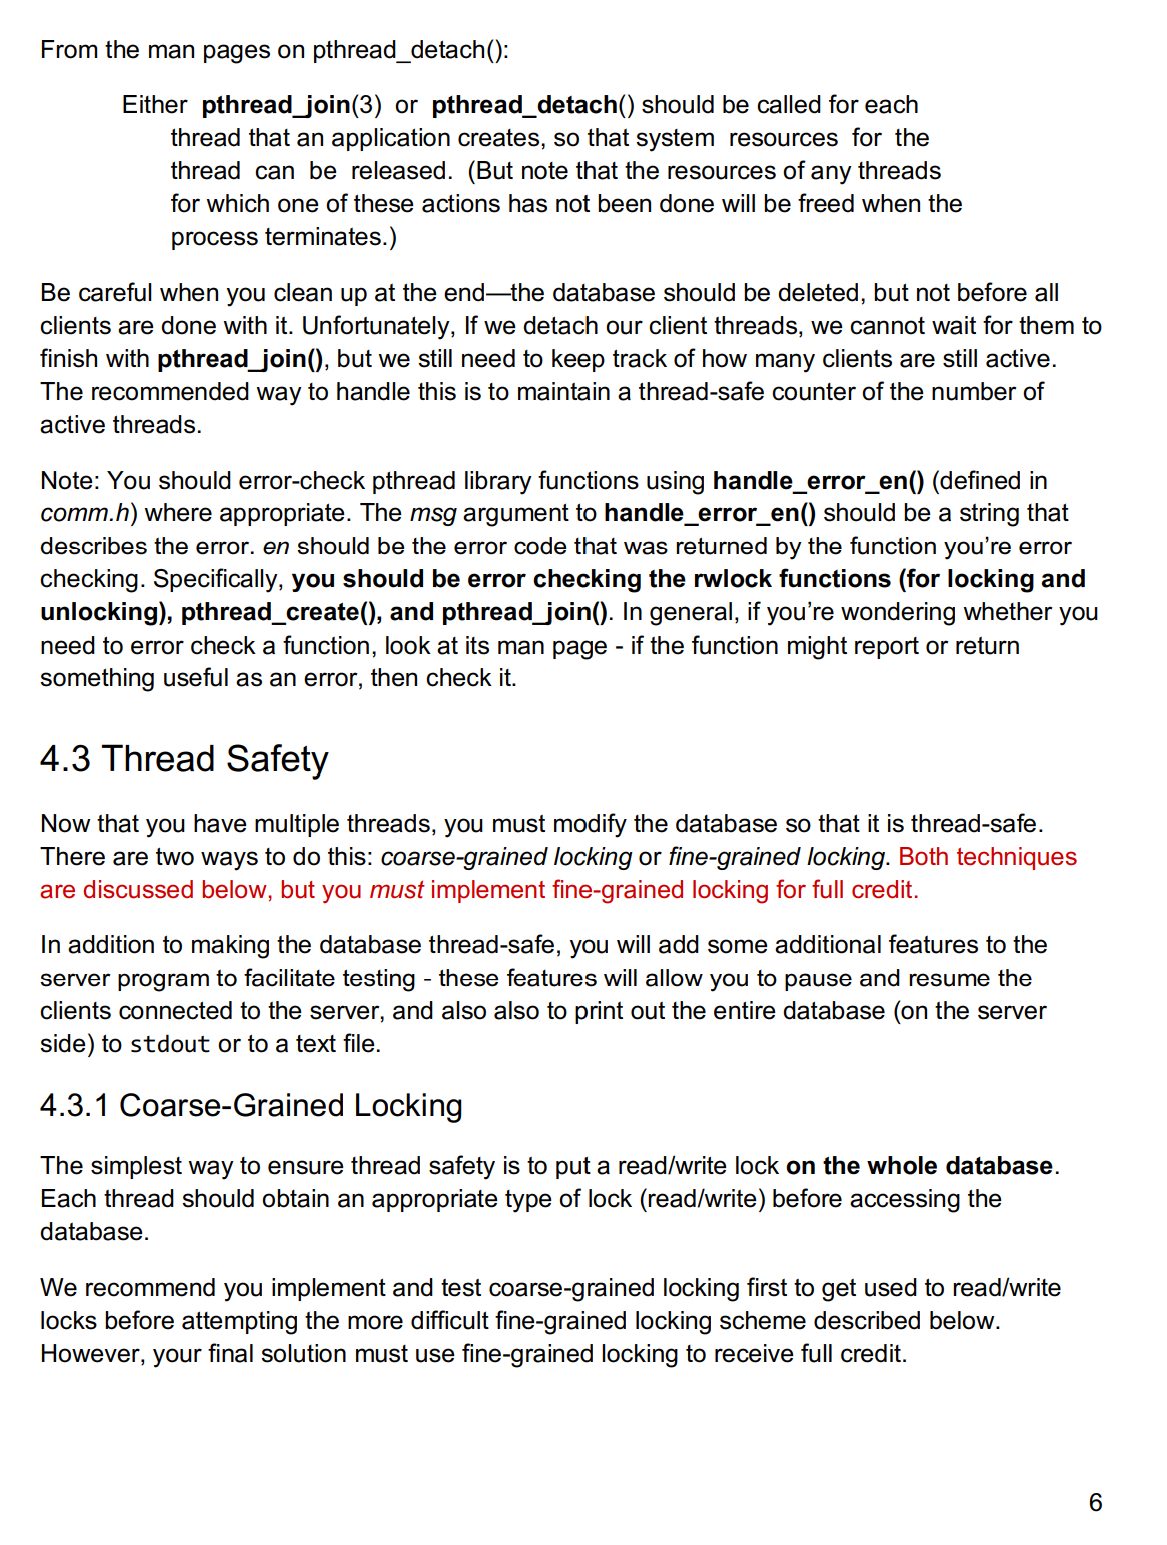 From the man pages on pthread_detach():
Either pthread_join(3) or pthread_detach() should be called for each
thread that an application creates, so that system resources for the
thread can be released. (But note that the resources of any threads
for which one of these actions has not been done will be freed when the
process terminates.)
Be careful when you clean up at the end—the database should be deleted, but not before all
clients are done with it. Unfortunately, If we detach our client threads, we cannot wait for them to
finish with pthread_join(), but we still need to keep track of how many clients are still active.
The recommended way to handle this is to maintain a thread-safe counter of the number of
active threads.
Note: You should error-check pthread library functions using handle_error_en() (defined in
comm.h) where appropriate. The msg argument to handle_error_en() should be a string that
describes the error. en should be the error code that was returned by the function you’re error
checking. Specifically, you should be error checking the rwlock functions (for locking and
unlocking), pthread_create(), and pthread_join(). In general, if you’re wondering whether you
need to error check a function, look at its man page - if the function might report or return
something useful as an error, then check it.
4.3 Thread Safety
Now that you have multiple threads, you must modify the database so that it is thread-safe.
There are two ways to do this: coarse-grained locking or fine-grained locking. Both techniques
are discussed below, but you must implement fine-grained locking for full credit.
In addition to making the database thread-safe, you will add some additional features to the
server program to facilitate testing - these features will allow you to pause and resume the
clients connected to the server, and also also to print out the entire database (on the server
side) to stdout or to a text file.
4.3.1 Coarse-Grained Locking
The simplest way to ensure thread safety is to put a read/write lock on the whole database.
Each thread should obtain an appropriate type of lock (read/write) before accessing the
database.
We recommend you implement and test coarse-grained locking first to get used to read/write
locks before attempting the more difficult fine-grained locking scheme described below.
However, your final solution must use fine-grained locking to receive full credit.
6